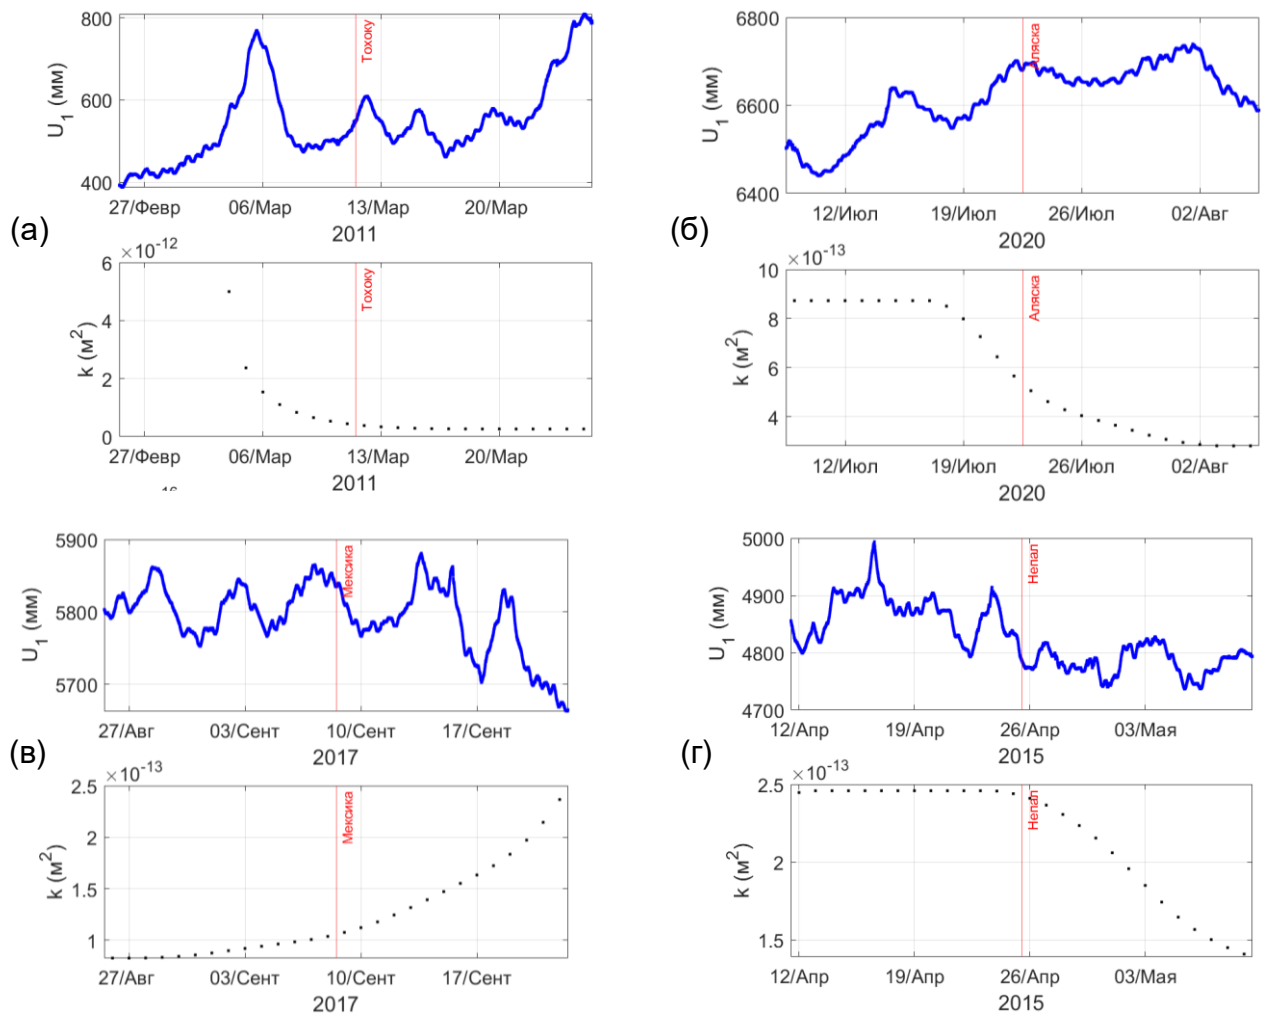 800
600
400
U1 (мм)
Тохоку
27/Февр 06/Мар 13/Мар 20/Мар
2011
(а)
×10-12
6
4
2
0
k (м2)
Тохоку
27/Февр 06/Мар 13/Мар 20/Мар
2011
6800
6600
6400
U1 (мм)
Аляска
12/Июл 19/Июл 26/Июл 02/Авг
2020
(б)
×10-13
10
8
6
4
k (м2)
Аляска
12/Июл 19/Июл 26/Июл 02/Авг
2020
5900
5800
5700
U1 (мм)
Мексика
27/Авг 03/Сент 10/Сент 17/Сент
2017
(в)
×10-13
2.5
2
1.5
1
k (м2)
Мексика
27/Авг 03/Сент 10/Сент 17/Сент
2017
5000
4900
4800
4700
U1 (мм)
Непал
12/Апр 19/Апр 26/Апр 03/Мая
2015
(г)
×10-13
2.5
2
1.5
k (м2)
Непал
12/Апр 19/Апр 26/Апр 03/Мая
2015